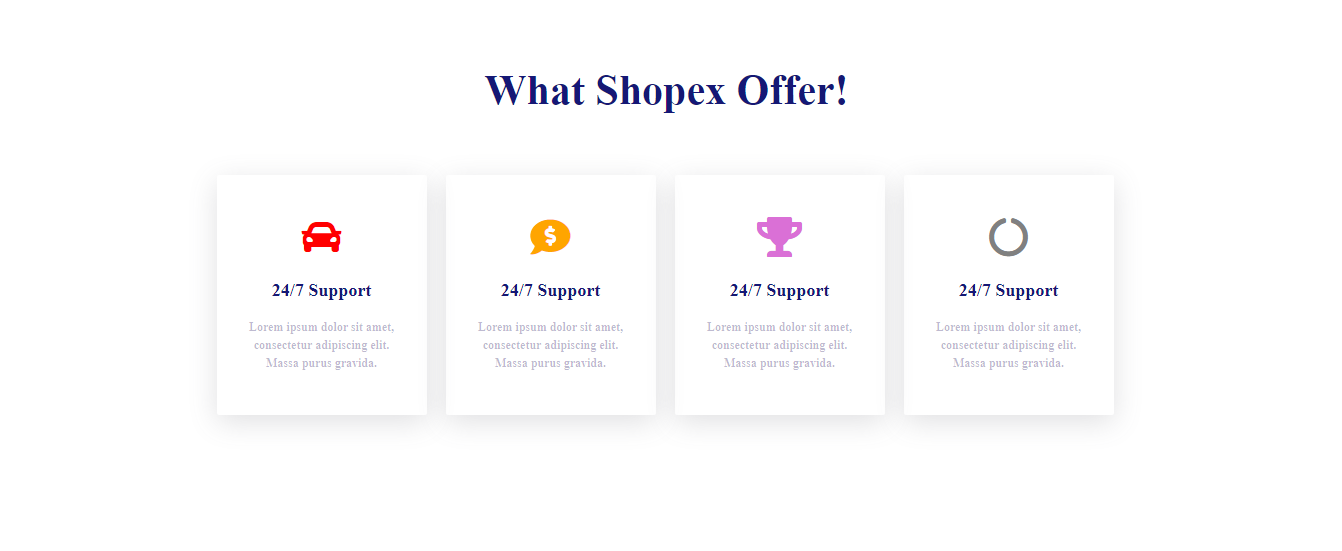 What Shopex Offer!
$
24/7 Support
Lorem ipsum dolor sit amet,
consectetur adipiscing elit.
Massa purus gravida.
24/7 Support
Lorem ipsum dolor sit amet,
consectetur adipiscing elit.
Massa purus gravida.
24/7 Support
Lorem ipsum dolor sit amet,
consectetur adipiscing elit.
Massa purus gravida.
24/7 Support
Lorem ipsum dolor sit amet,
consectetur adipiscing elit.
Massa purus gravida.